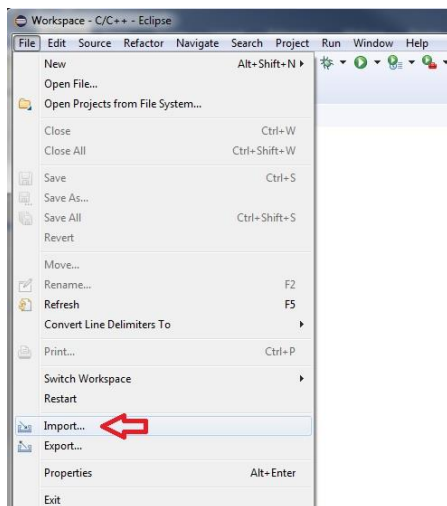 Workspace - C/C++ - Eclipse
File Edit Source Refactor Navigate Search Project Run Window Help
New Alt+Shift+N
Open File...
Open Projects from File System...
Close Ctrl+W
Close All Ctrl+Shift+W
Save Ctrl+S
Save As...
Save All Ctrl+Shift+S
Revert
Move...
Rename... F2
Refresh F5
Convert Line Delimiters To
Print... Ctrl+P
Switch Workspace
Restart
Import...
Export...
Properties Alt+Enter
Exit